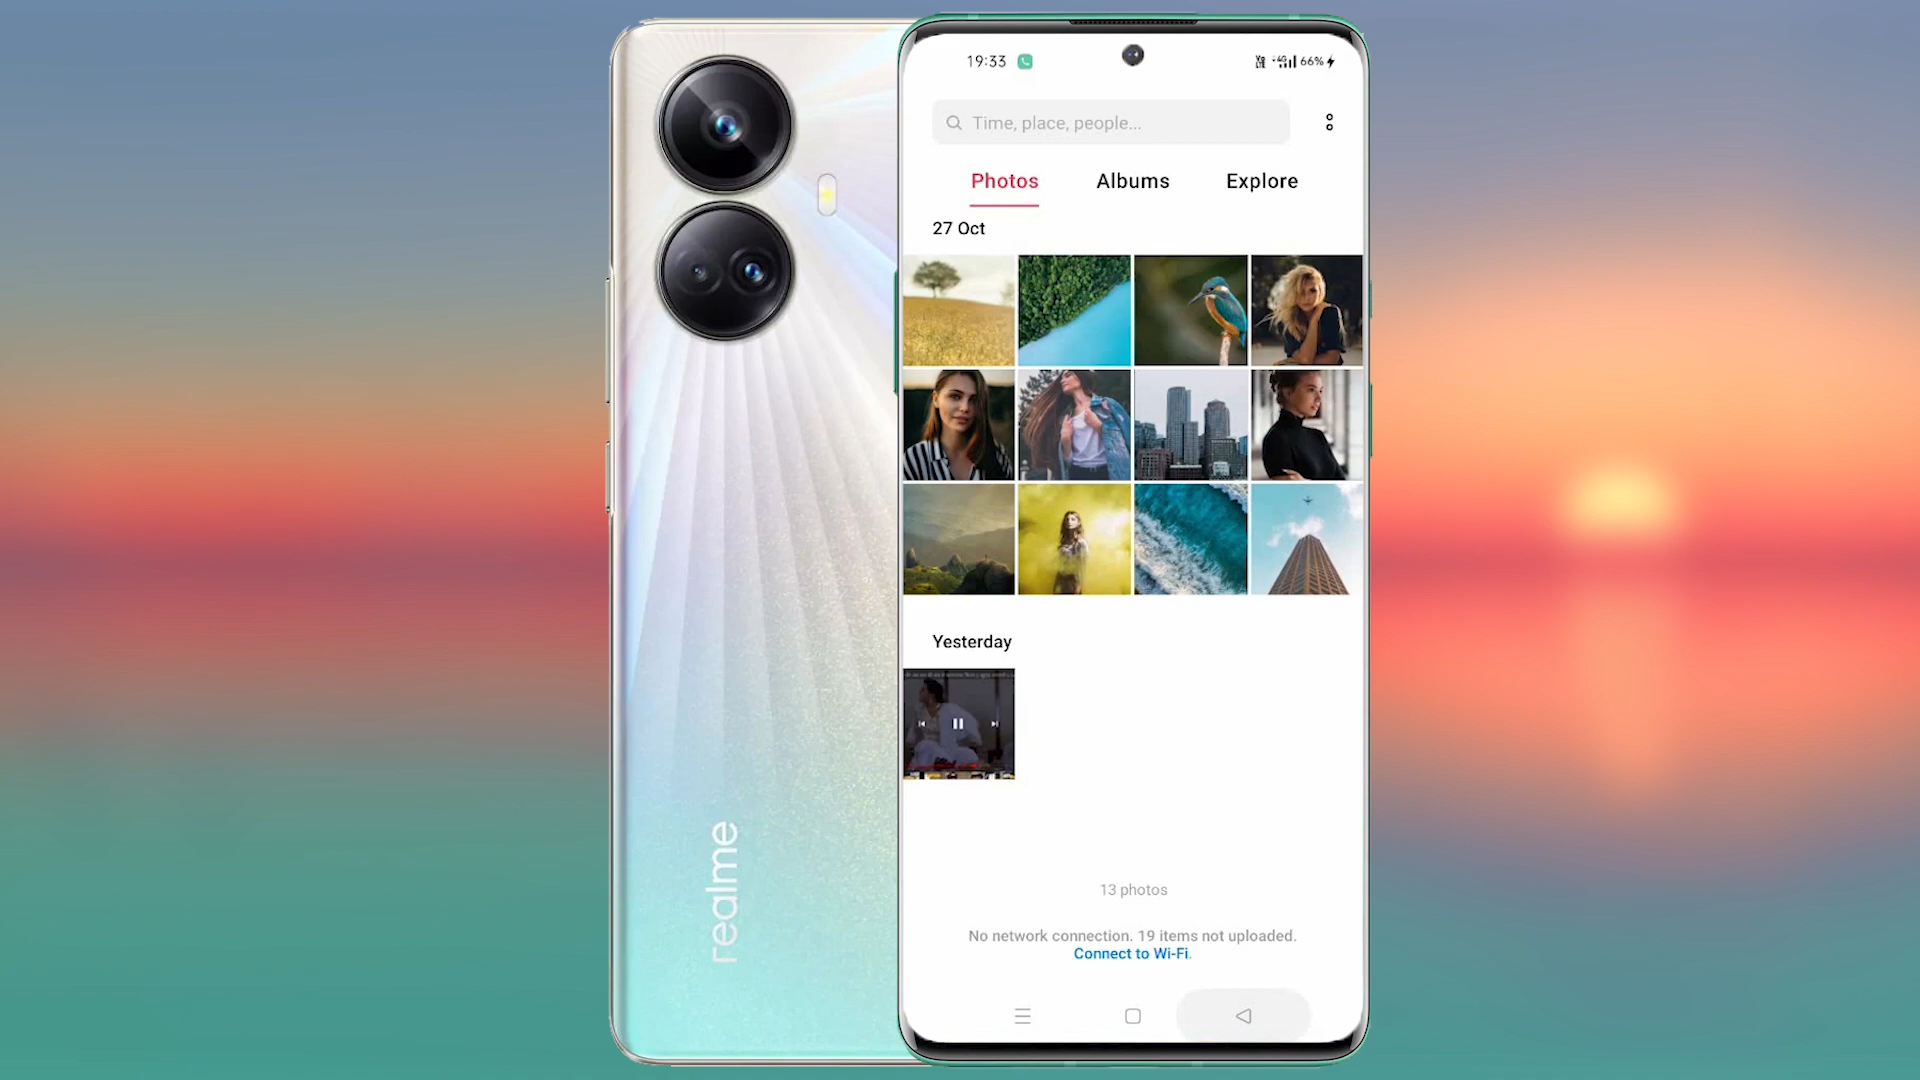 19:33
4G
66%
Time, place, people...
Photos
Albums
Explore
27 Oct
Yesterday
13 photos
No network connection. 19 items not uploaded.
Connect to Wi-Fi.
realme